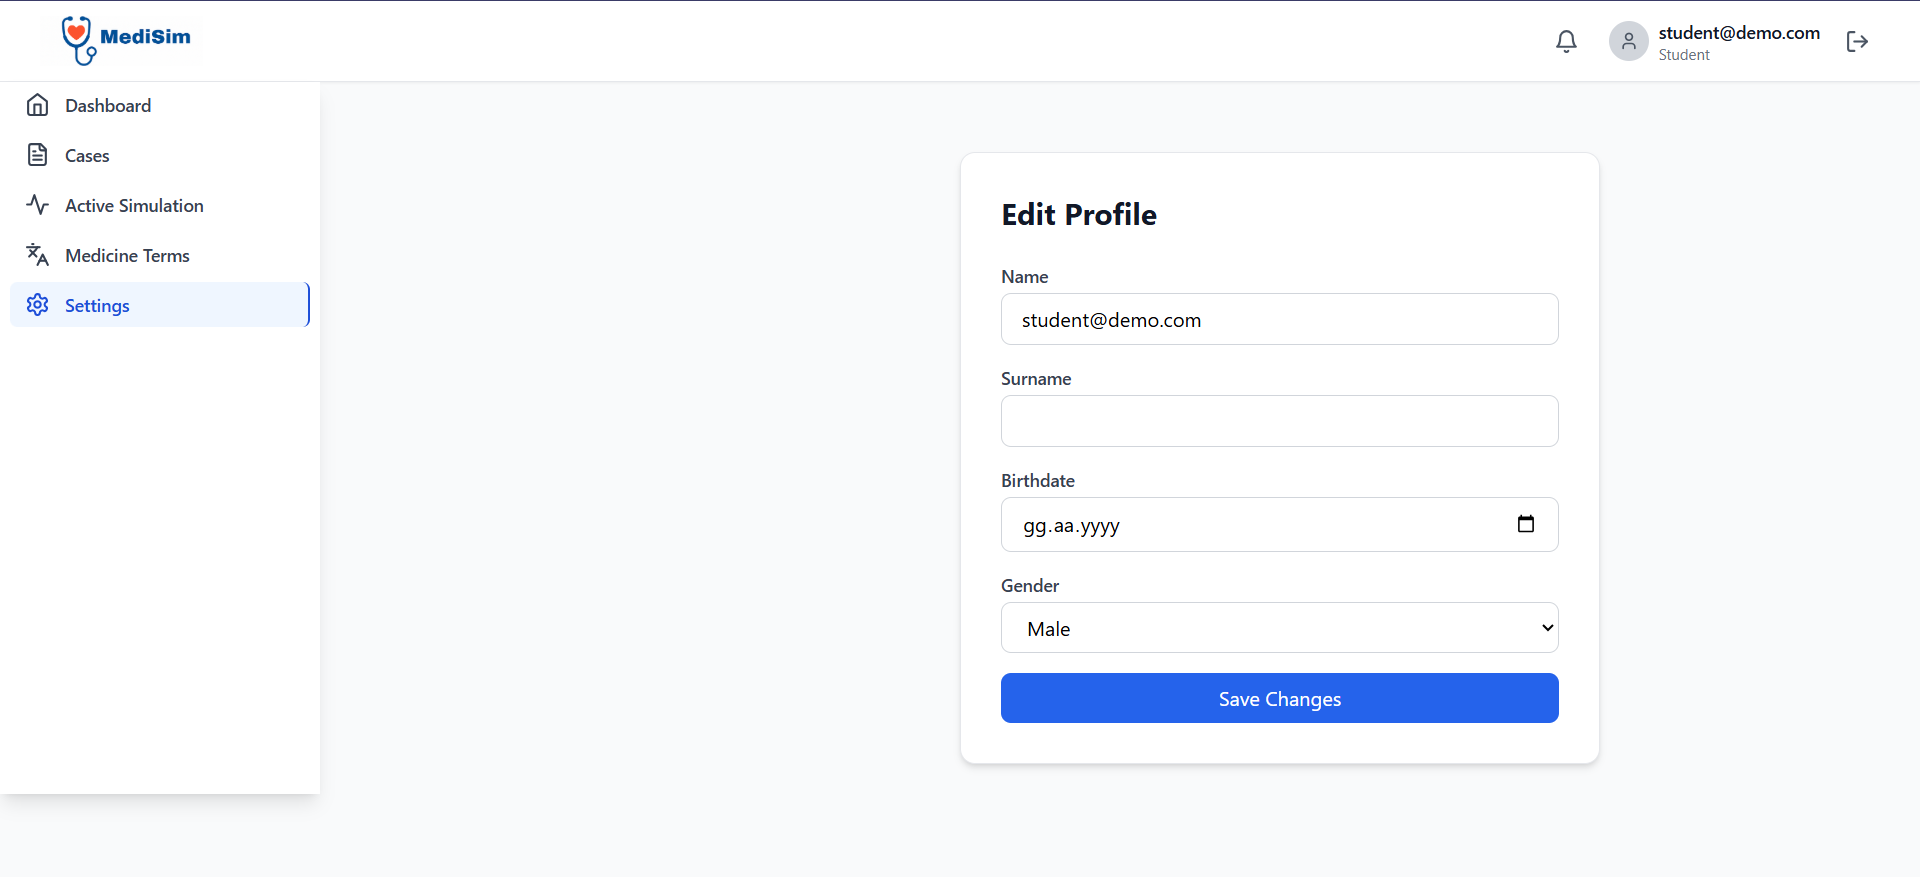 MediSim
student@demo.com
Student
Dashboard
Cases
Active Simulation
Medicine Terms
Settings
Edit Profile
Name
student@demo.com
Surname
Birthdate
gg.aa.yyyy
Gender
Male
Save Changes